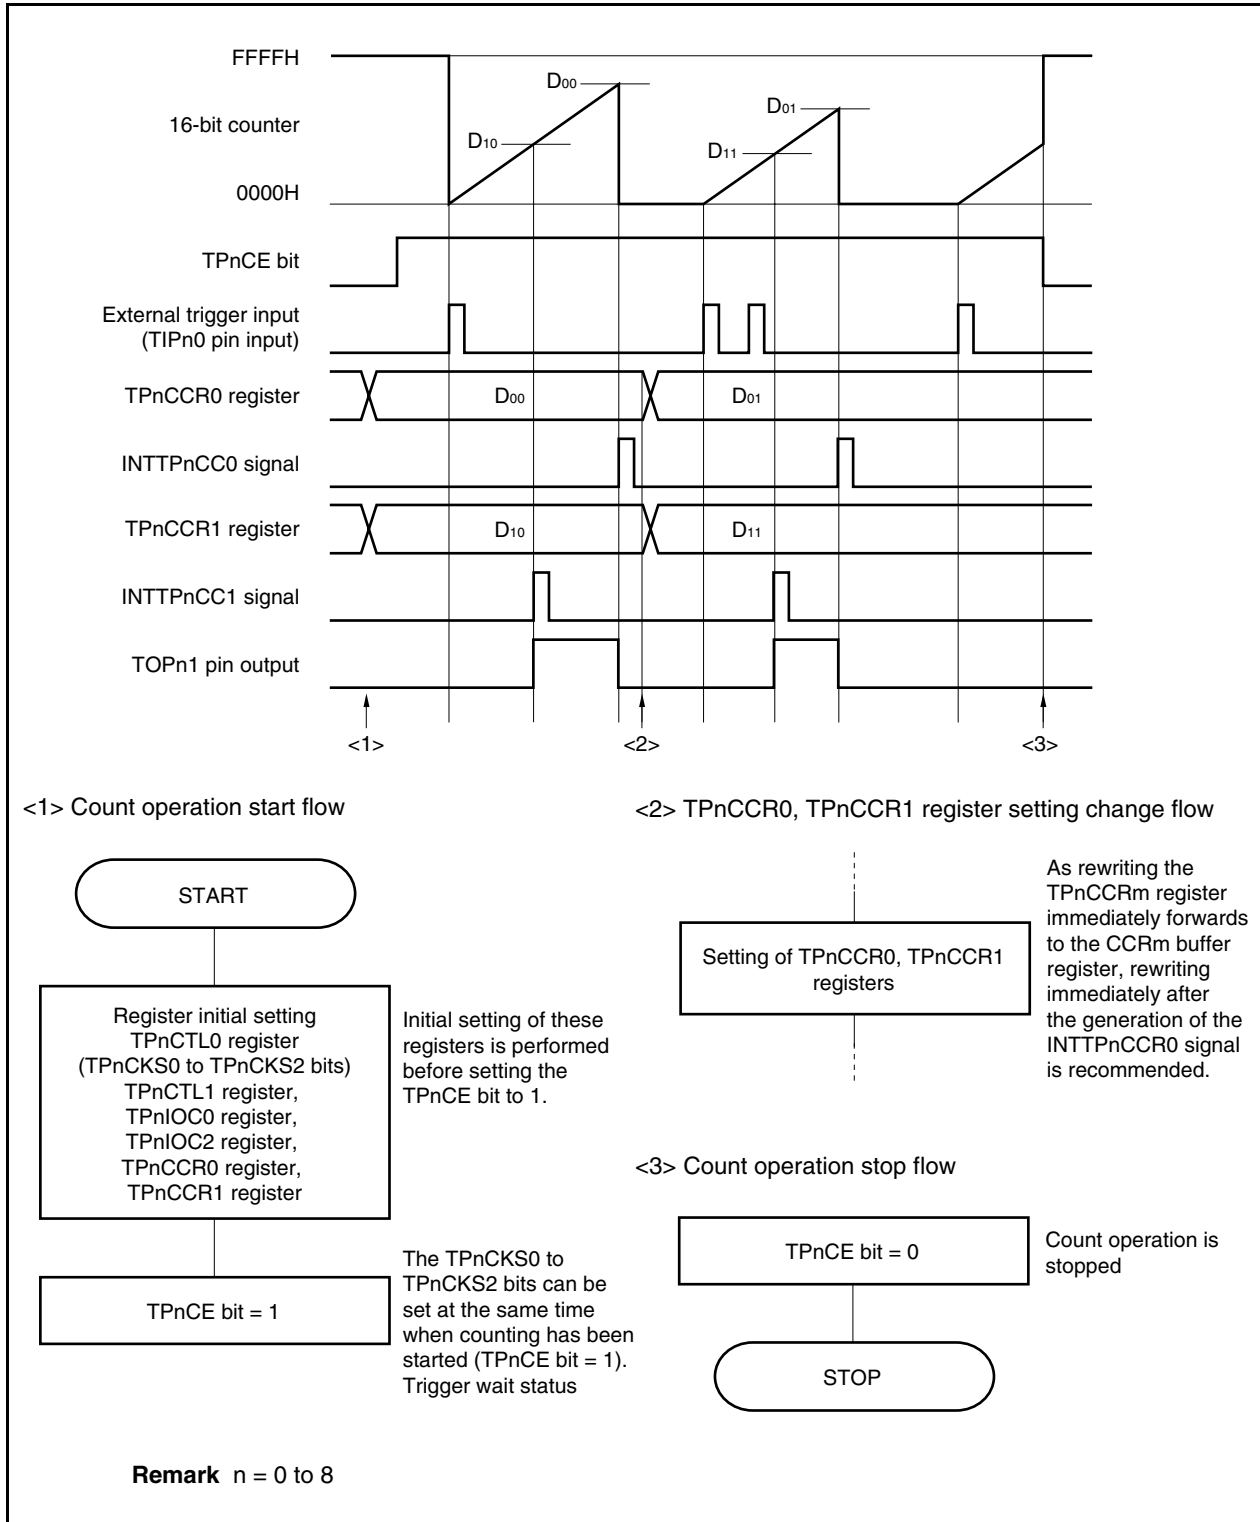 FFFFH
16-bit counter
0000H
D00
D10
D01
D11
TPnCE bit
External trigger input
(TIPn0 pin input)
TPnCCR0 register
D00
D01
INTTPnCC0 signal
TPnCCR1 register
D10
D11
INTTPnCC1 signal
TOPn1 pin output
<1>
<2>
<3>
<1> Count operation start flow
START
Register initial setting
TPnCTL0 register
(TPnCKS0 to TPnCKS2 bits)
TPnCTL1 register,
TPnIOC0 register,
TPnIOC2 register,
TPnCCR0 register,
TPnCCR1 register
Initial setting of these
registers is performed
before setting the
TPnCE bit to 1.
TPnCE bit = 1
The TPnCKS0 to
TPnCKS2 bits can be
set at the same time
when counting has been
started (TPnCE bit = 1).
Trigger wait status
<2> TPnCCR0, TPnCCR1 register setting change flow
Setting of TPnCCR0, TPnCCR1
registers
As rewriting the
TPnCCRm register
immediately forwards
to the CCRm buffer
register, rewriting
immediately after
the generation of the
INTTPnCCR0 signal
is recommended.
<3> Count operation stop flow
TPnCE bit = 0
Count operation is
stopped
STOP
Remark n = 0 to 8